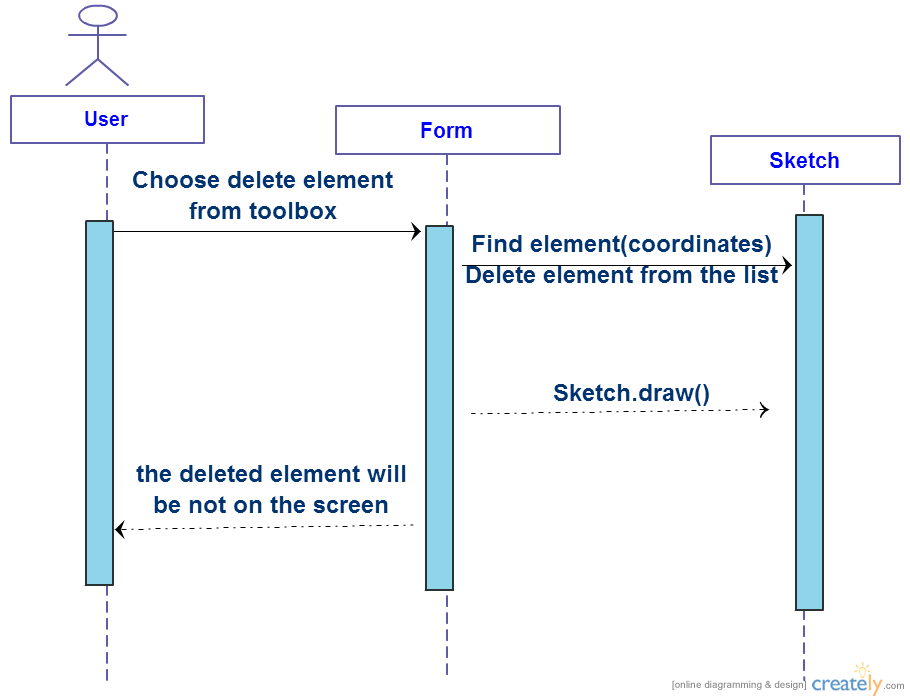 User
Form
Sketch
Choose delete element
from toolbox
Find element(coordinates)
Delete element from the list
Sketch.draw()
the deleted element will
be not on the screen
[online diagramming & design] creately.com